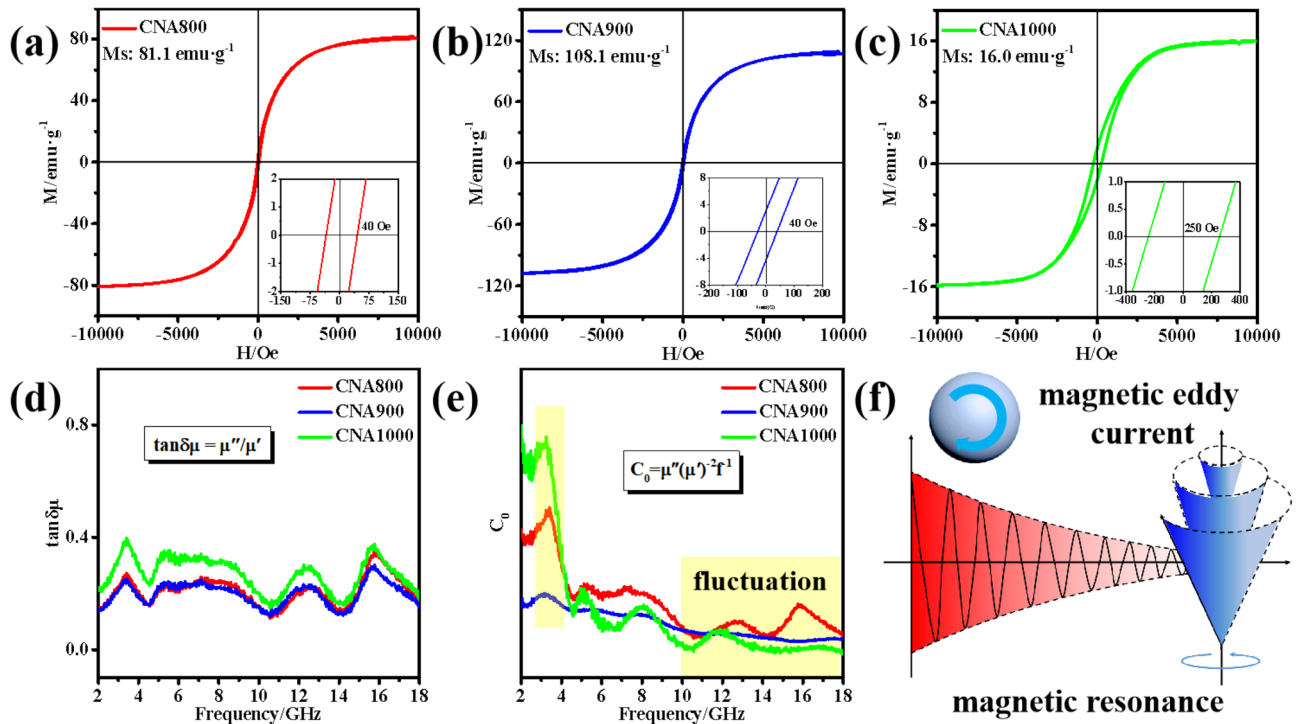 (a)
CNA800
Ms: 81.1 emu·g⁻¹
M/emu·g⁻¹
80
40
0
-40
-80
-10000
-5000
0
5000
10000
H/Oe
2
1
0
-1
-2
-150
-75
0
75
150
40 Oe
(b)
CNA900
Ms: 108.1 emu·g⁻¹
M/emu·g⁻¹
120
90
60
30
0
-30
-60
-90
-120
-10000
-5000
0
5000
10000
H/Oe
8
4
0
-4
-8
-200
-100
0
100
200
40 Oe
(c)
CNA1000
Ms: 16.0 emu·g⁻¹
M/emu·g⁻¹
16
8
0
-8
-16
-10000
-5000
0
5000
10000
H/Oe
1.0
0.5
0.0
-0.5
-1.0
-400
-200
0
200
400
250 Oe
(d)
CNA800
CNA900
CNA1000
tanδμ = μ″/μ′
tanδμ
0.8
0.4
0.0
2
4
6
8
10
12
14
16
18
Frequency/GHz
(e)
CNA800
CNA900
CNA1000
C₀=μ″(μ′)⁻²f⁻¹
C₀
fluctuation
2
4
6
8
10
12
14
16
18
Frequency/GHz
(f)
magnetic eddy
current
magnetic resonance